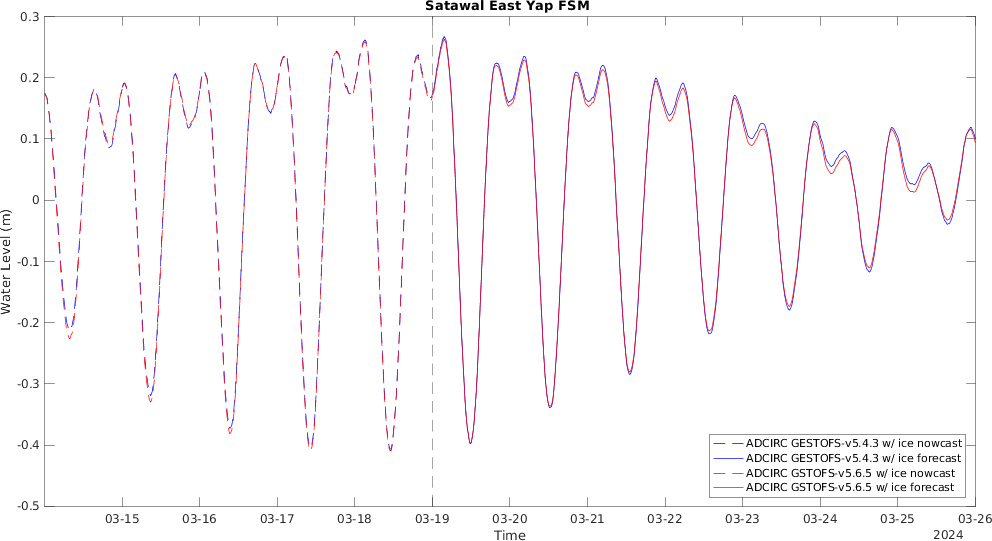 Satawal East Yap FSM
0.3
0.2
0.1
0
-0.1
-0.2
-0.3
-0.4
-0.5
Water Level (m)
ADCIRC GESTOFS-v5.4.3 w/ ice nowcast
ADCIRC GESTOFS-v5.4.3 w/ ice forecast
ADCIRC GSTOFS-v5.6.5 w/ ice nowcast
ADCIRC GSTOFS-v5.6.5 w/ ice forecast
03-15 03-16 03-17 03-18 03-19 03-20 03-21 03-22 03-23 03-24 03-25 03-26
Time
2024